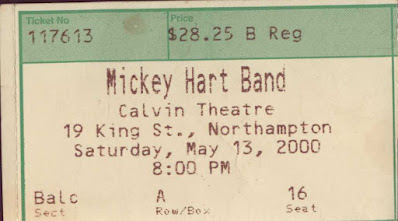 Ticket No Price
117613 $28.25 B Reg
Mickey Hart Band
Calvin Theatre
19 King St., Northampton
Saturday, May 13, 2000
8:00 PM
Balc A 16
Sect Row/Box Seat